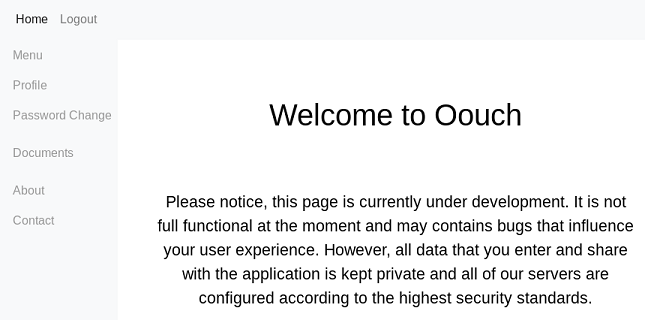 Home Logout
Menu
Profile
Password Change
Documents
About
Contact
Welcome to Oouch
Please notice, this page is currently under development. It is not
full functional at the moment and may contains bugs that influence
your user experience. However, all data that you enter and share
with the application is kept private and all of our servers are
configured according to the highest security standards.